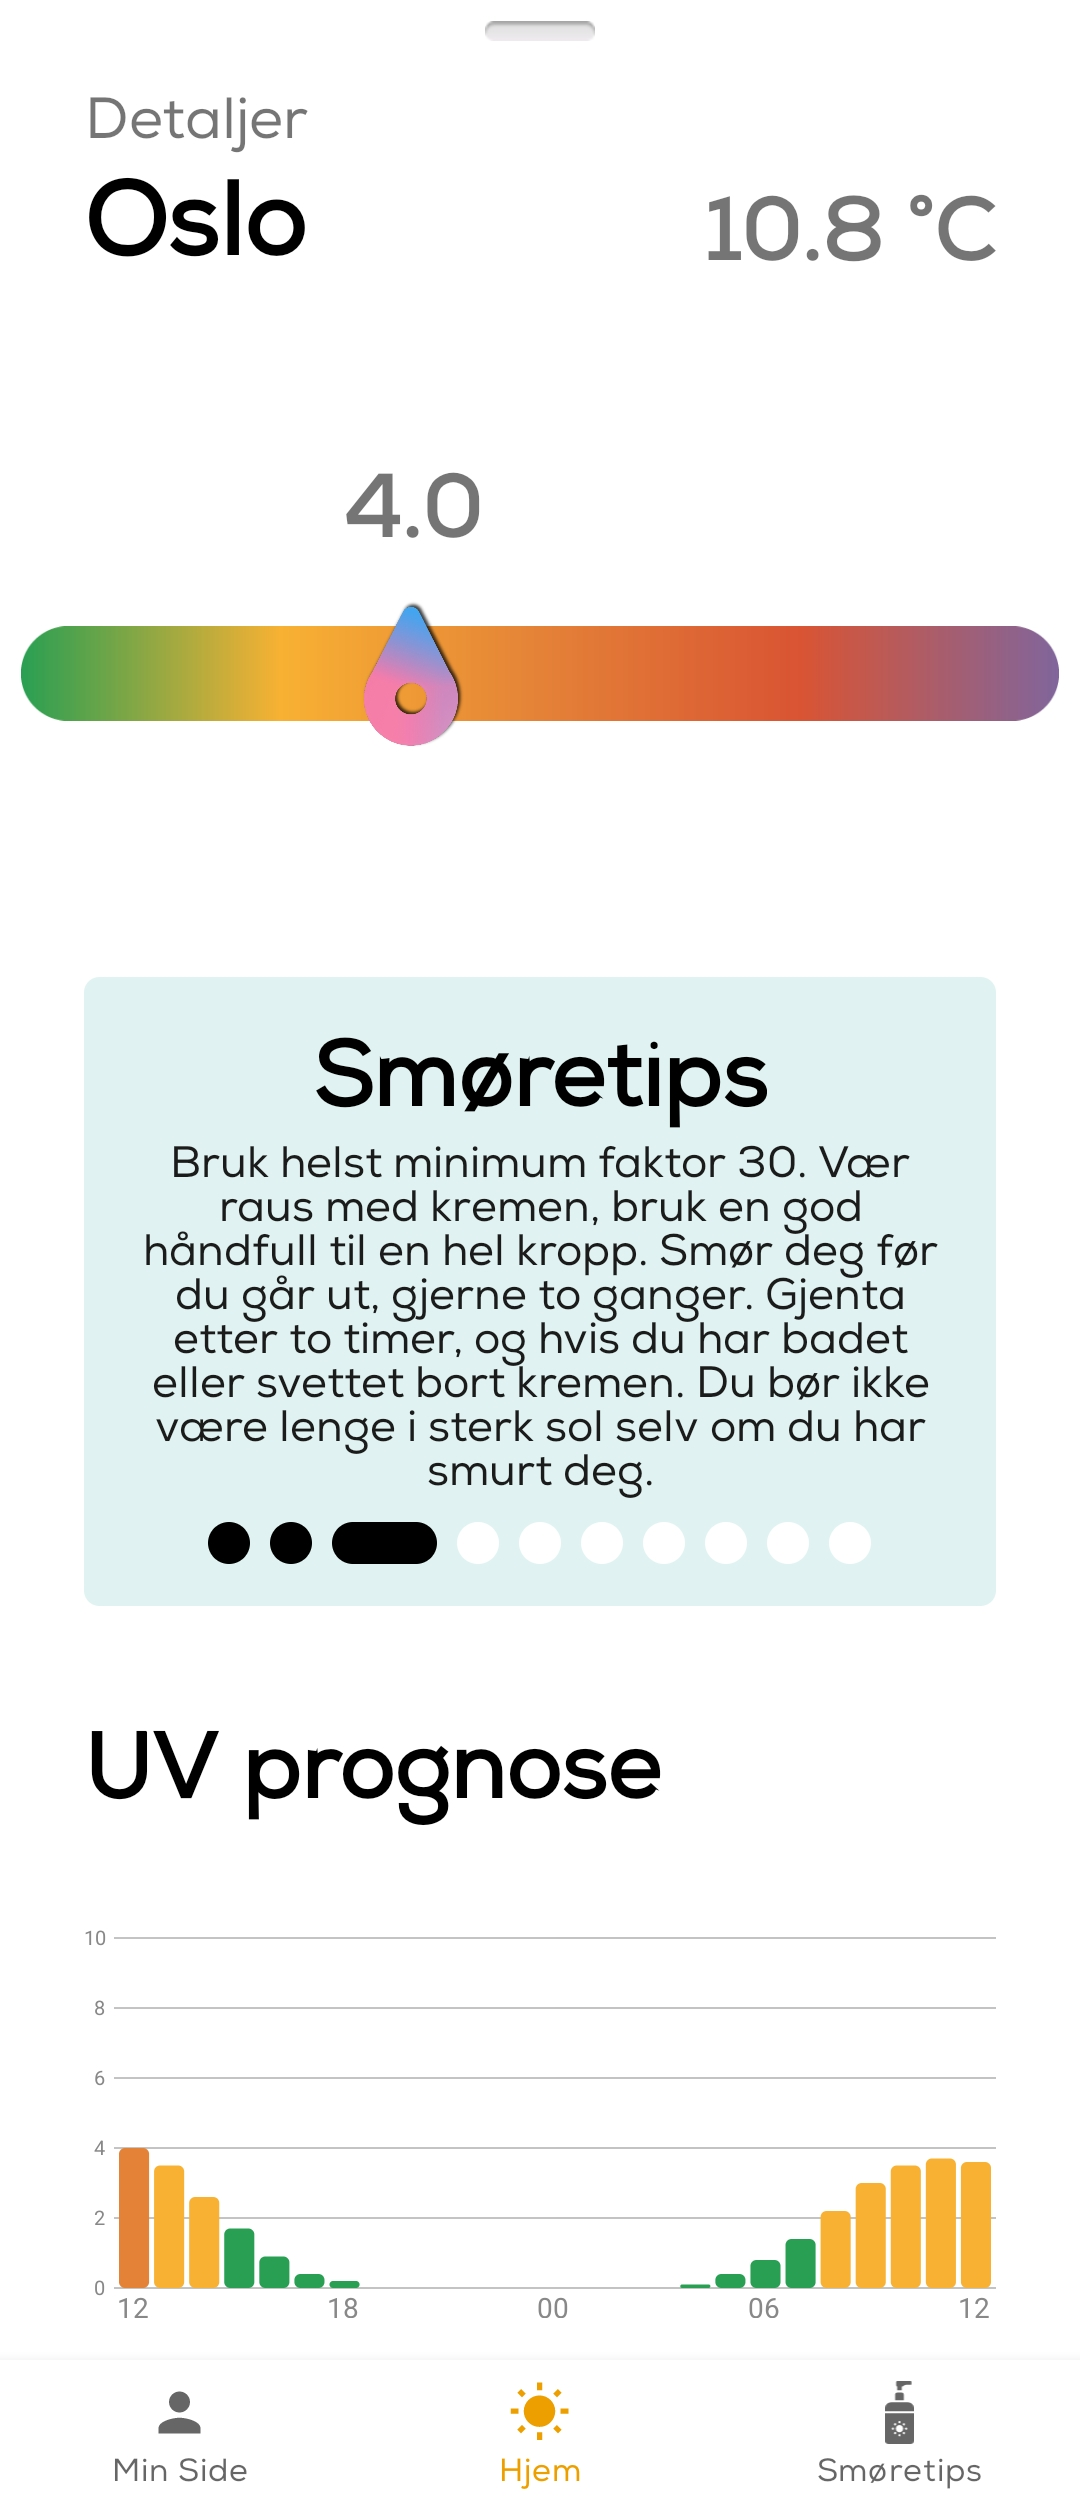 Detaljer
Oslo
10.8 °C
4.0
Smøretips
Bruk helst minimum faktor 30. Vær
raus med kremen, bruk en god
håndfull til en hel kropp. Smør deg før
du går ut, gjerne to ganger. Gjenta
etter to timer, og hvis du har badet
eller svettet bort kremen. Du bør ikke
være lenge i sterk sol selv om du har
smurt deg.
UV prognose
10
8
6
4
2
0
12 18 00 06 12
Min Side Hjem Smøretips